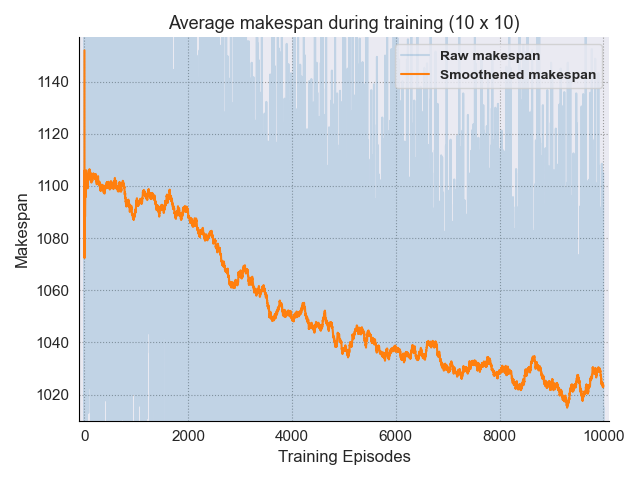 Average makespan during training (10 x 10)
Raw makespan
Smoothened makespan
Makespan
1140
1120
1100
1080
1060
1040
1020
0 2000 4000 6000 8000 10000
Training Episodes